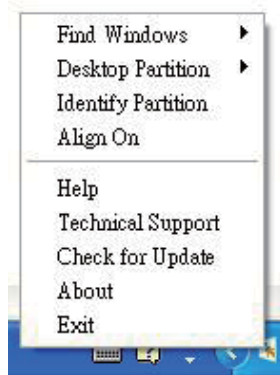 Find Windows
Desktop Partition
Identify Partition
Align On
Help
Technical Support
Check for Update
About
Exit